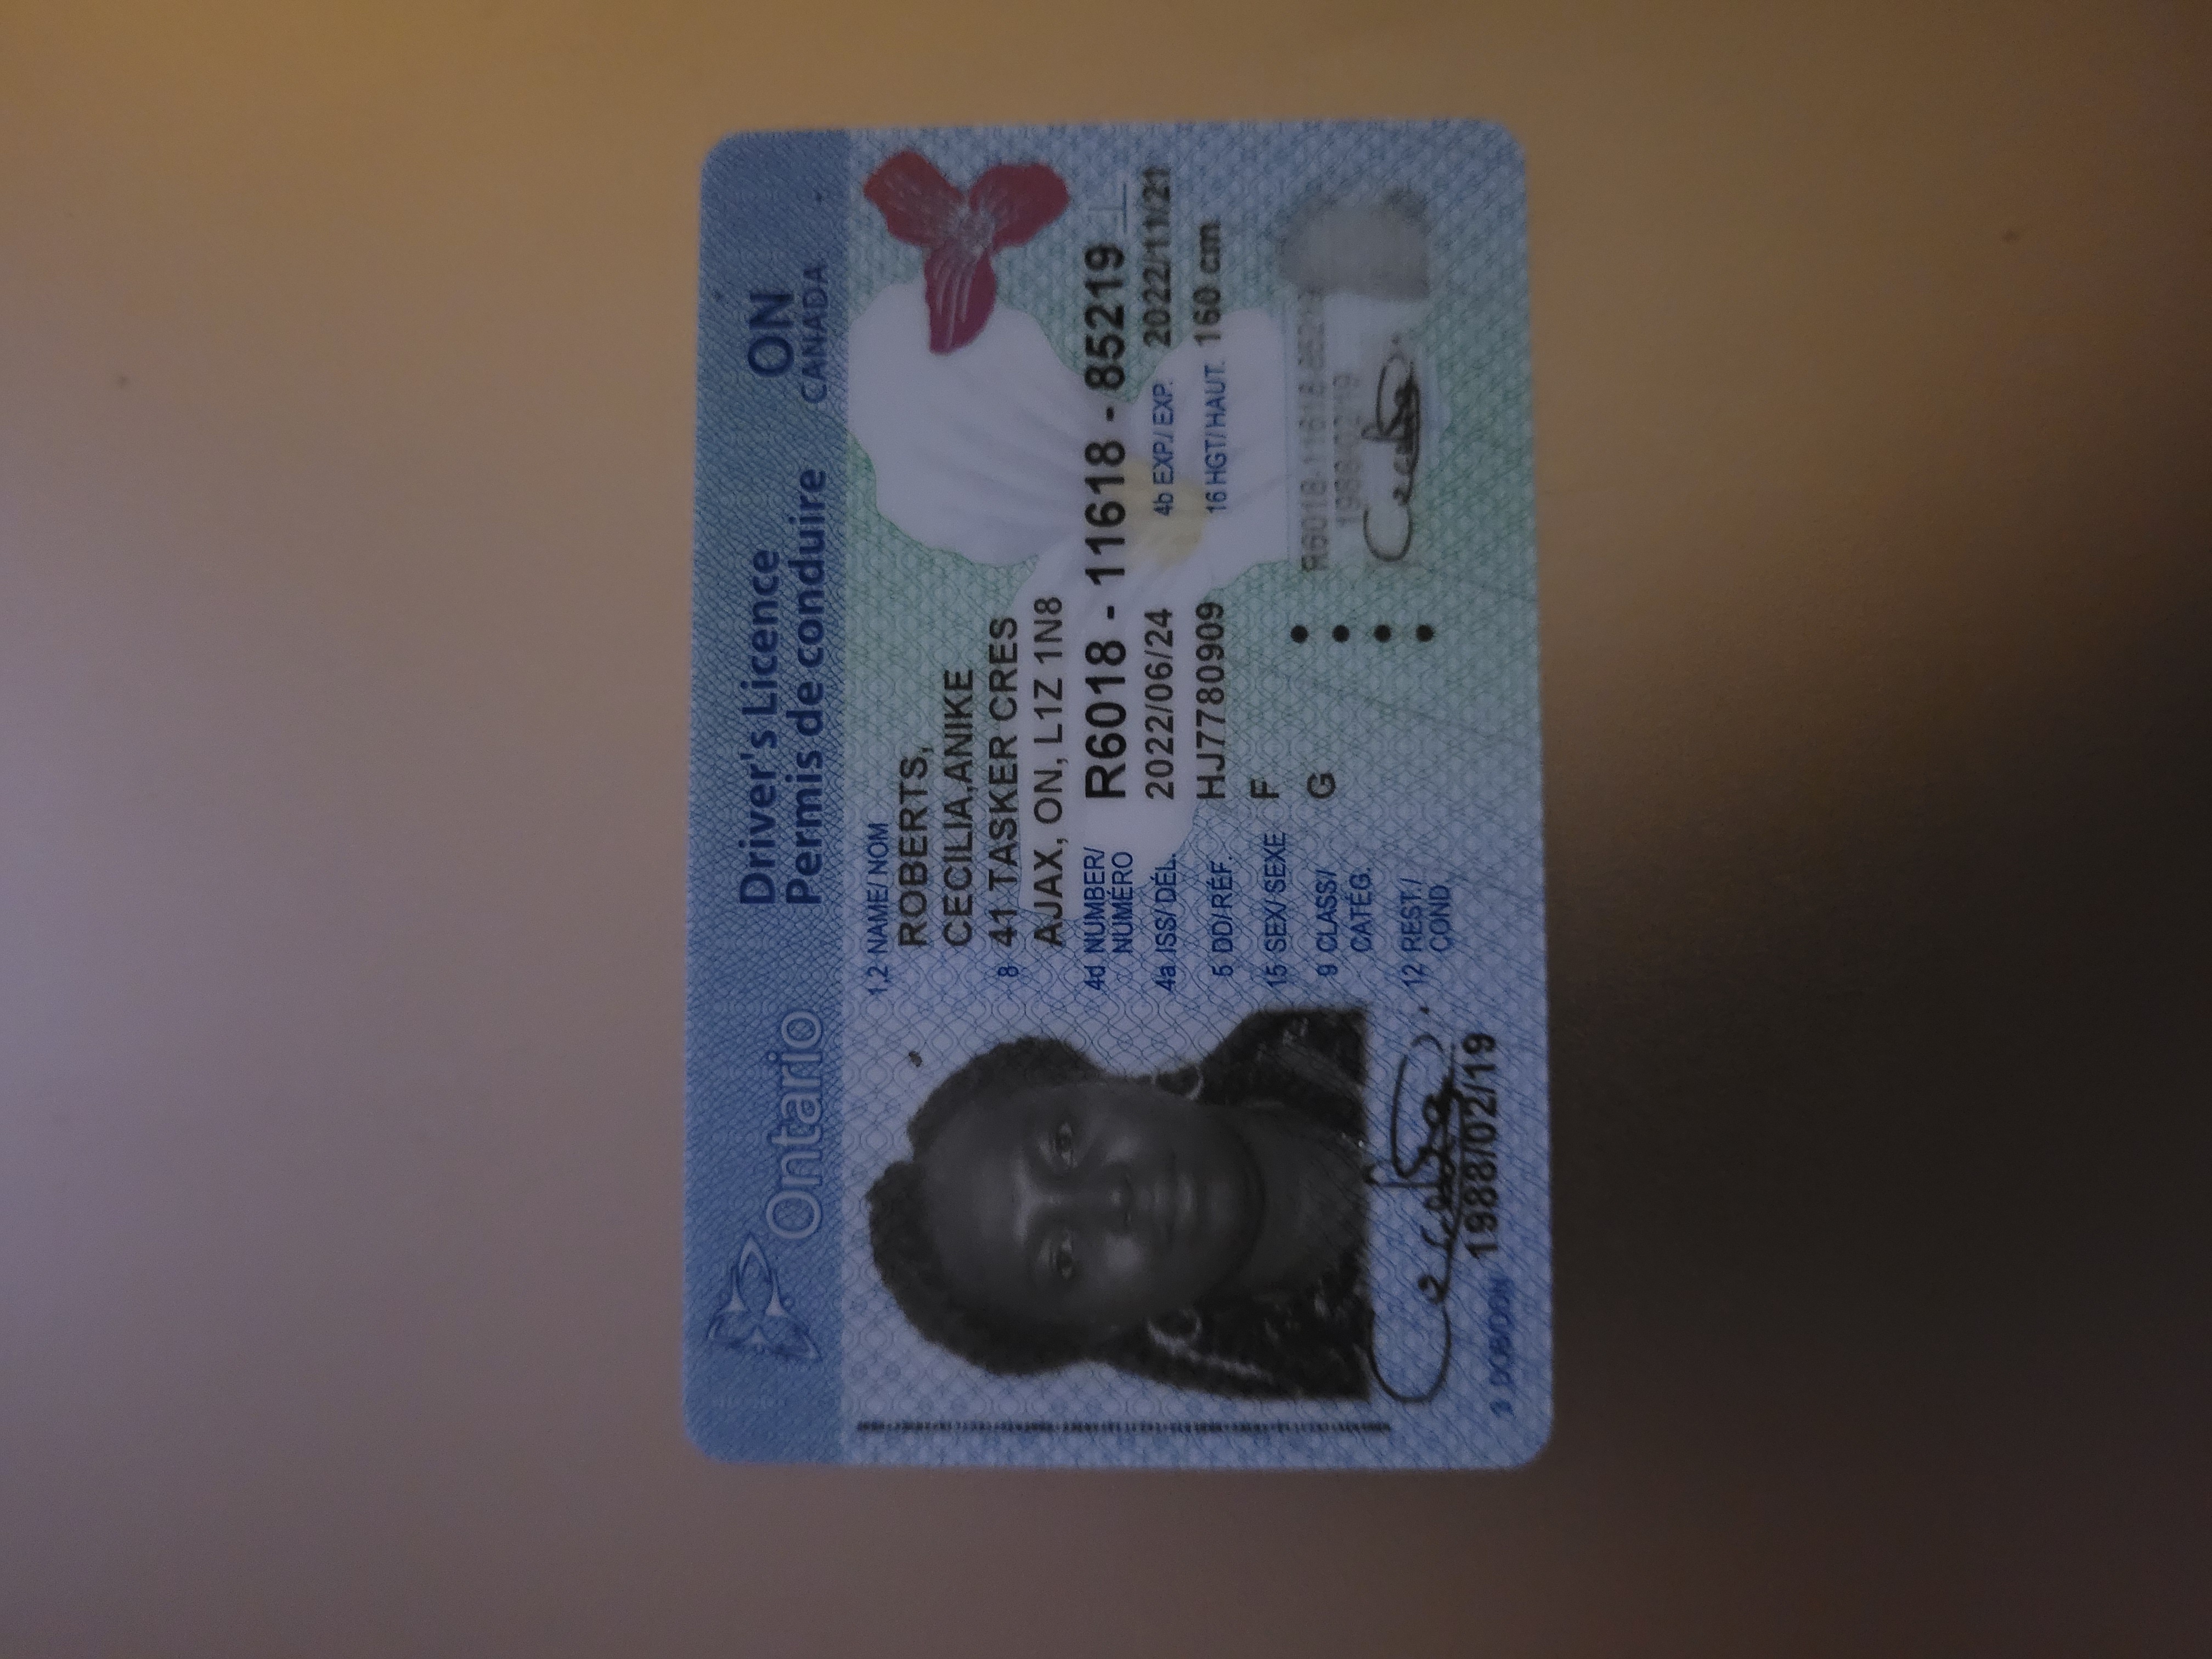 Ontario
Driver's Licence
Permis de conduire
ON
CANADA
1,2 NAME/ NOM
ROBERTS,
CECILIA,ANIKE
8 41 TASKER CRES
AJAX, ON, L1Z 1N8
4d NUMBER/
NUMÉRO
R6018 - 11618 - 85219
4a ISS/ DÉL. 2022/06/24 4b EXP./ EXP. 2022/11/21
5 DD/RÉF. HJ7780909 16 HGT/HAUT. 160 cm
15 SEX/ SEXE F
9 CLASS/
CATÉG.
G
12 REST./
COND
R6018-11618-85219
1988/02/19
3 DOB/DDN 1988/02/19